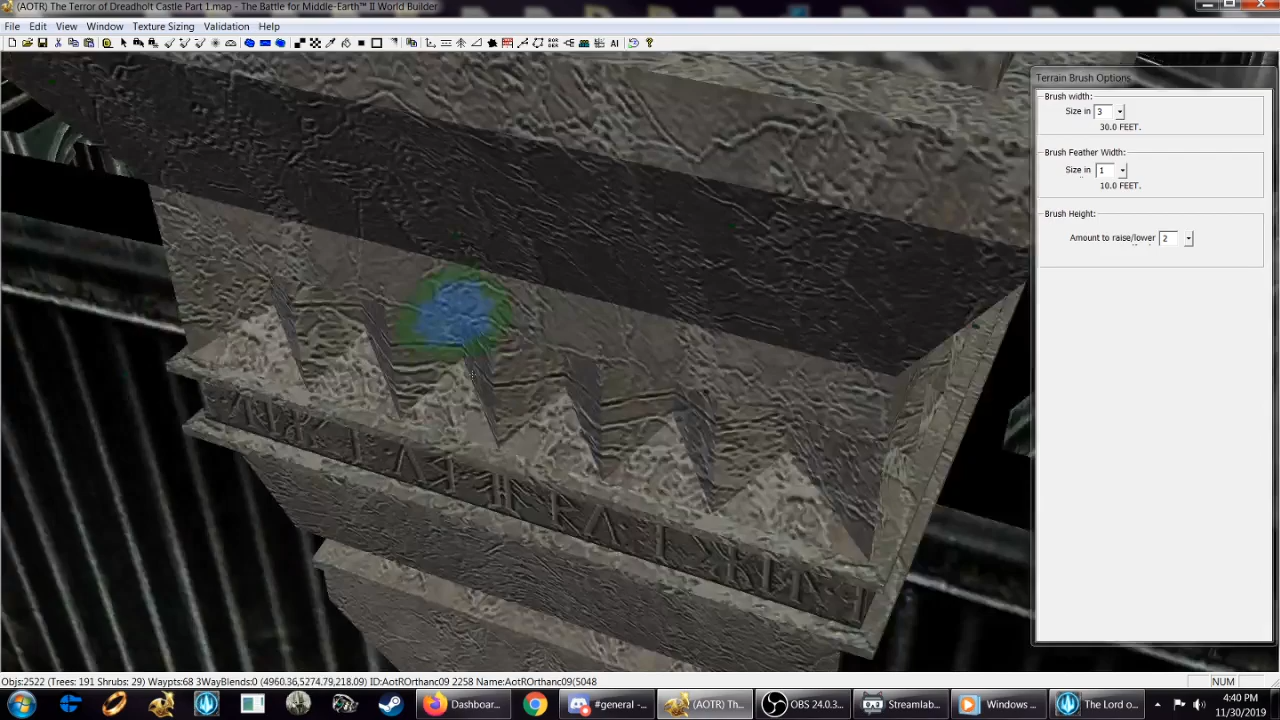 (AOTR) The Terror of Dreadholt Castle Part 1.map - The Battle for Middle-Earth™ II World Builder
File Edit View Window Texture Sizing Validation Help
AI
Terrain Brush Options
Brush width:
Size in 3
30.0 FEET.
Brush Feather Width:
Size in 1
10.0 FEET.
Brush Height:
Amount to raise/lower 2
Objs:2522 (Trees: 191 Shrubs: 29) Waypts:68 3WayBlends:0 (4960.36,5274.79,218.09) ID:AotROrthanc09 2258 Name:AotROrthanc09(5048
NUM
Dashboar...
#general -...
(AOTR) Th...
OBS 24.0.3...
Streamlab...
Windows ...
The Lord o...
4:40 PM
11/30/2019